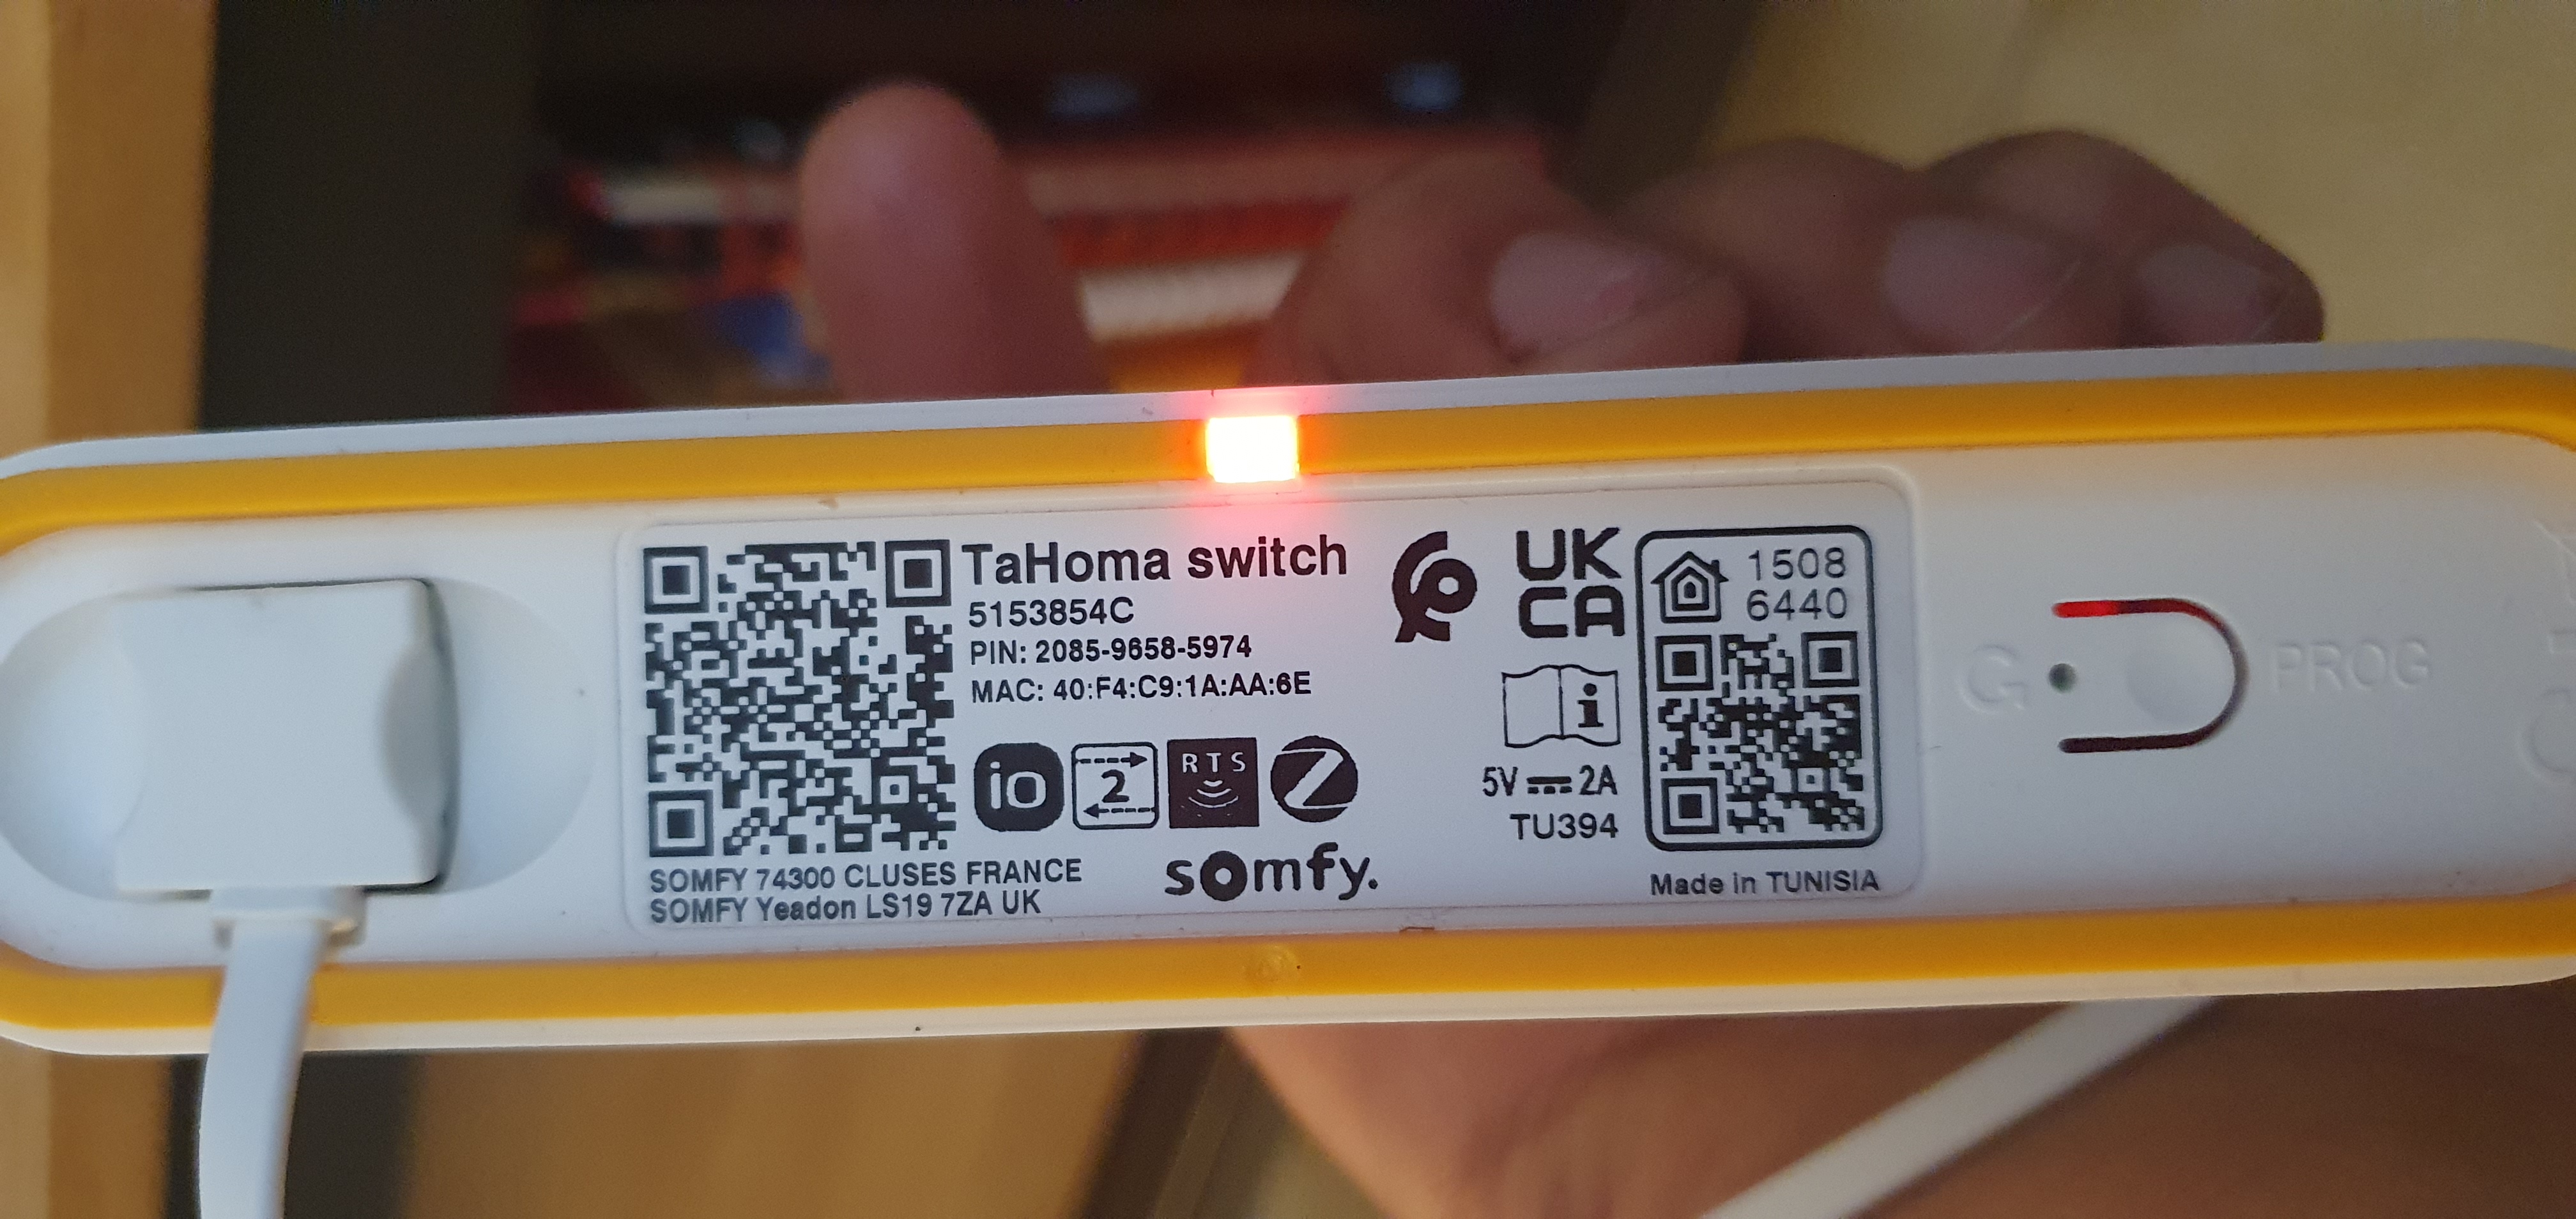 TaHoma switch
5153854C
PIN: 2085-9658-5974
MAC: 40:F4:C9:1A:AA:6E
io
2
RTS
SOMFY 74300 CLUSES FRANCE
SOMFY Yeadon LS19 7ZA UK
somfy.
UK
CA
i
5V ⎓ 2A
TU394
1508
6440
Made in TUNISIA
G
PROG